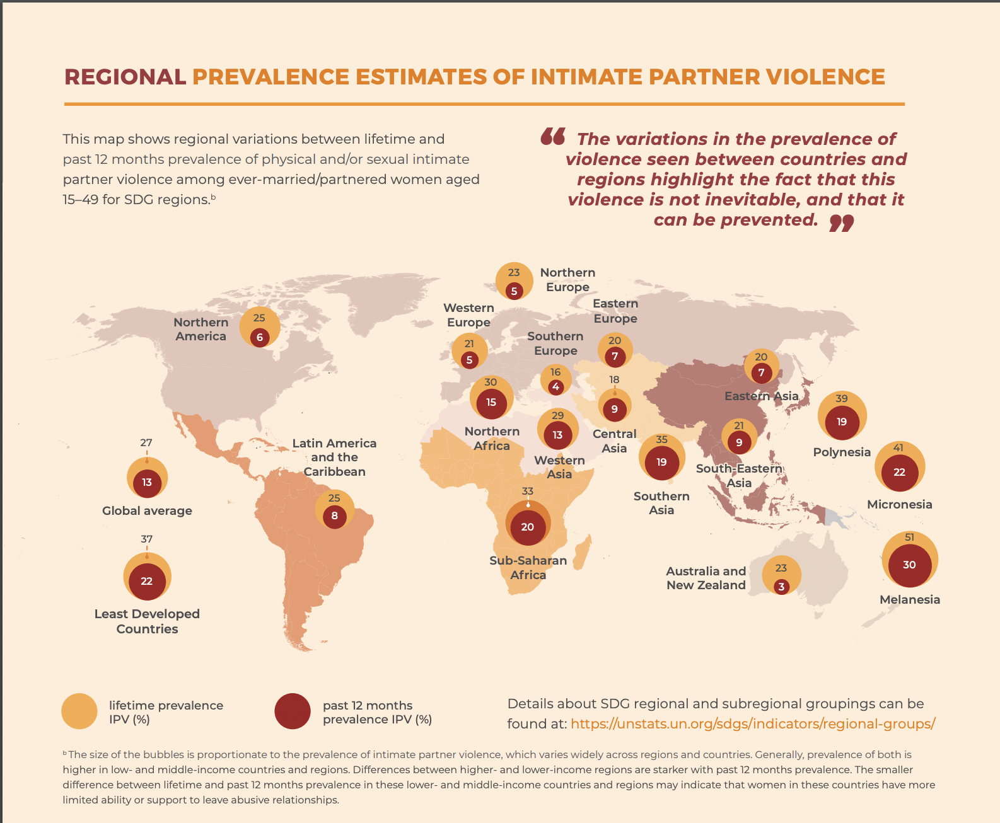 REGIONAL PREVALENCE ESTIMATES OF INTIMATE PARTNER VIOLENCE
This map shows regional variations between lifetime and
past 12 months prevalence of physical and/or sexual intimate
partner violence among ever-married/partnered women aged
15–49 for SDG regions.ᵇ
“ The variations in the prevalence of
violence seen between countries and
regions highlight the fact that this
violence is not inevitable, and that it
can be prevented. ”
23
5
Northern
Europe
Western
Europe
21
5
Eastern
Europe
20
7
Northern
America
25
6
Southern
Europe
16
4
20
7
Eastern Asia
30
15
Northern
Africa
18
9
Central
Asia
29
13
Western
Asia
39
19
Polynesia
35
19
Southern
Asia
21
9
South-Eastern
Asia
41
22
Micronesia
27
13
Global average
Latin America
and the
Caribbean
25
8
33
20
Sub-Saharan
Africa
37
22
Least Developed
Countries
Australia and
New Zealand
23
3
51
30
Melanesia
lifetime prevalence
IPV (%)
past 12 months
prevalence IPV (%)
Details about SDG regional and subregional groupings can be
found at: https://unstats.un.org/sdgs/indicators/regional-groups/
ᵇ The size of the bubbles is proportionate to the prevalence of intimate partner violence, which varies widely across regions and countries. Generally, prevalence of both is
higher in low- and middle-income countries and regions. Differences between higher- and lower-income regions are starker with past 12 months prevalence. The smaller
difference between lifetime and past 12 months prevalence in these lower- and middle-income countries and regions may indicate that women in these countries have more
limited ability or support to leave abusive relationships.